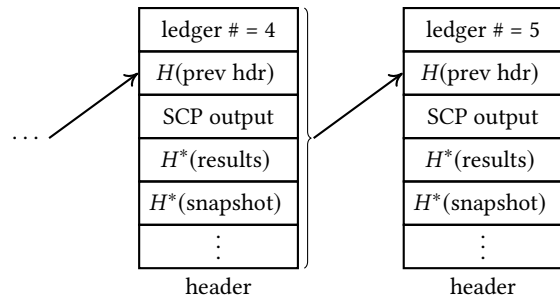 ledger # = 4
H(prev hdr)
SCP output
H*(results)
H*(snapshot)
⋮
header
· · ·
ledger # = 5
H(prev hdr)
SCP output
H*(results)
H*(snapshot)
⋮
header